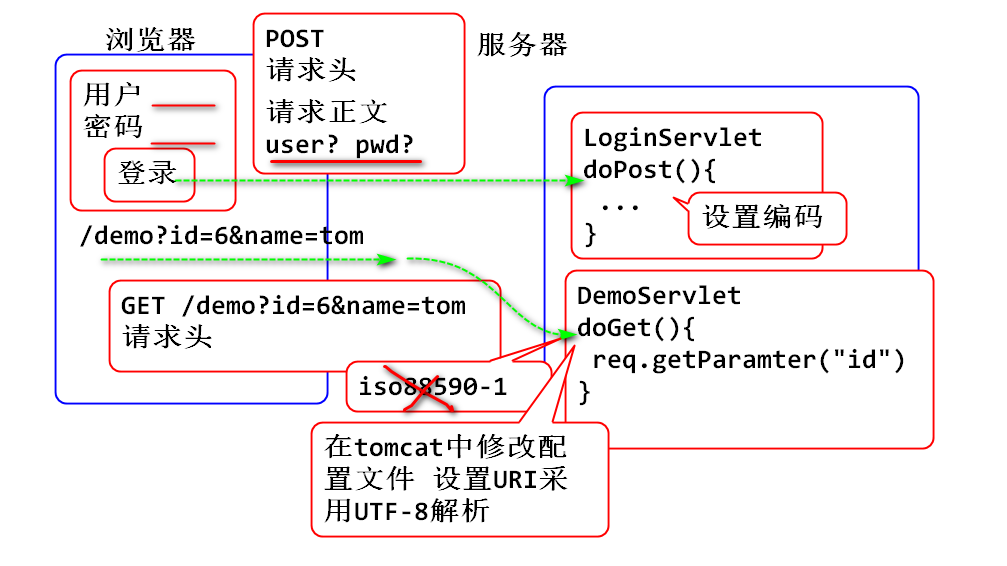 浏览器
POST
请求头
请求正文
user? pwd?
服务器
用户
密码
登录
LoginServlet
doPost(){
...
}
设置编码
/demo?id=6&name=tom
GET /demo?id=6&name=tom
请求头
DemoServlet
doGet(){
req.getParamter("id")
}
iso88590-1
在tomcat中修改配
置文件 设置URI采
用UTF-8解析